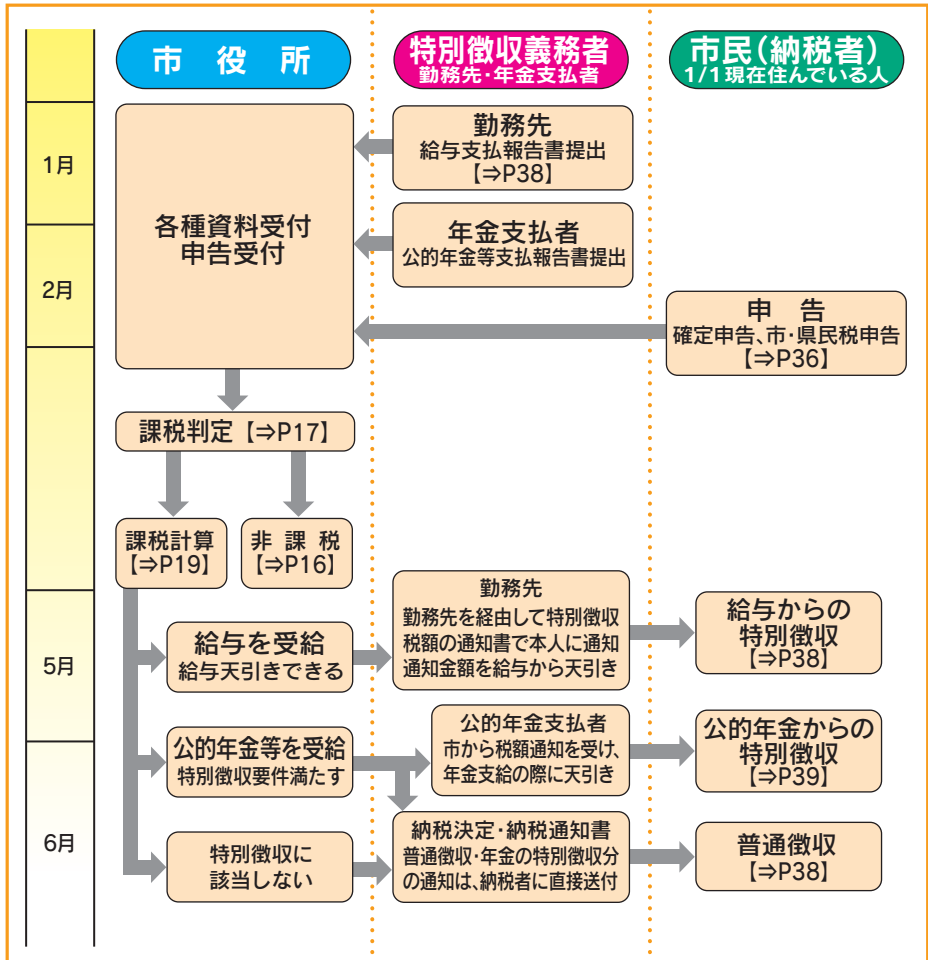 市役所
特別徴収義務者
勤務先・年金支払者
市民(納税者)
1/1現在住んでいる人
1月
2月
5月
6月
各種資料受付
申告受付
勤務先
給与支払報告書提出
【⇒P38】
年金支払者
公的年金等支払報告書提出
申告
確定申告、市・県民税申告
【⇒P36】
課税判定【⇒P17】
課税計算
【⇒P19】
非課税
【⇒P16】
給与を受給
給与天引きできる
勤務先
勤務先を経由して特別徴収
税額の通知書で本人に通知
通知金額を給与から天引き
給与からの
特別徴収
【⇒P38】
公的年金等を受給
特別徴収要件満たす
公的年金支払者
市から税額通知を受け、
年金支給の際に天引き
公的年金からの
特別徴収
【⇒P39】
特別徴収に
該当しない
納税決定・納税通知書
普通徴収・年金の特別徴収分
の通知は、納税者に直接送付
普通徴収
【⇒P38】